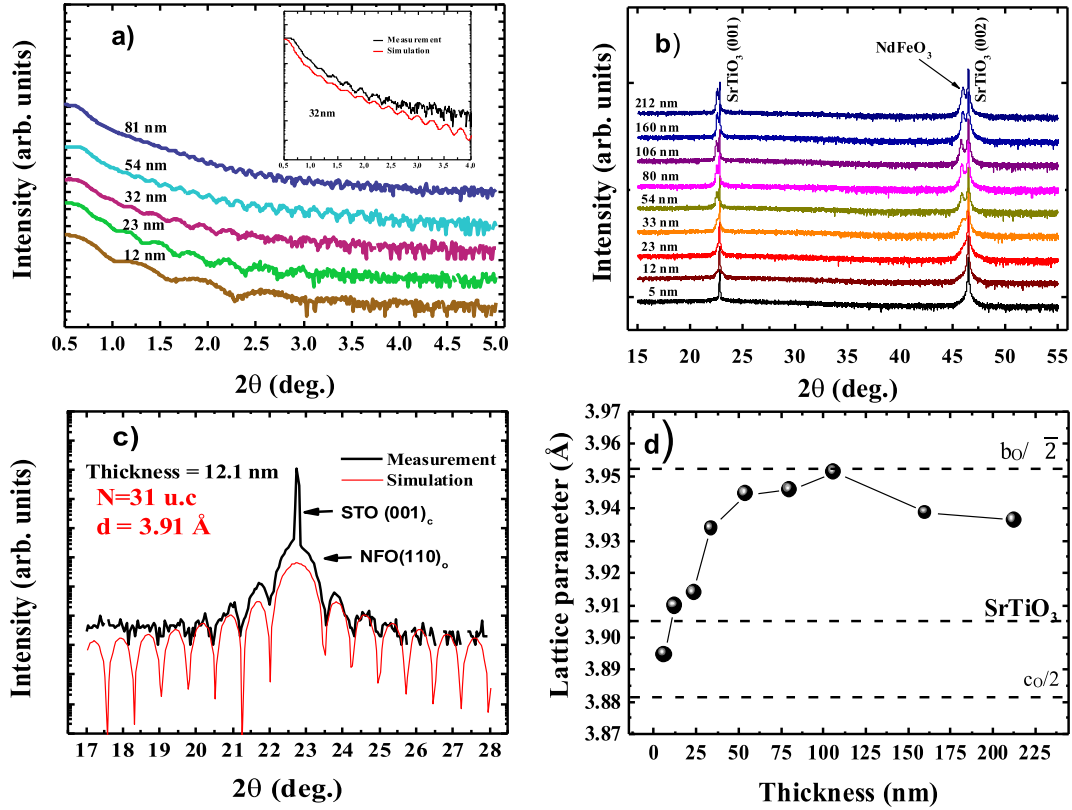 a)
Measurement
Simulation
32nm
0.5 1.0 1.5 2.0 2.5 3.0 3.5 4.0
81 nm
54 nm
32 nm
23 nm
12 nm
Intensity (arb. units)
0.5 1.0 1.5 2.0 2.5 3.0 3.5 4.0 4.5 5.0
2θ (deg.)
b)
SrTiO3 (001)
NdFeO3
SrTiO3 (002)
212 nm
160 nm
106 nm
80 nm
54 nm
33 nm
23 nm
12 nm
5 nm
Intensity (arb. units)
15 20 25 30 35 40 45 50 55
2θ (deg.)
c)
Thickness = 12.1 nm
N=31 u.c
d = 3.91 Å
Measurement
Simulation
STO (001)c
NFO(110)o
Intensity (arb. units)
17 18 19 20 21 22 23 24 25 26 27 28
2θ (deg.)
d)
3.97
3.96
3.95
3.94
3.93
3.92
3.91
3.90
3.89
3.88
3.87
Lattice parameter (Å)
bO/ 2
SrTiO3
cO/2
0 25 50 75 100 125 150 175 200 225
Thickness (nm)